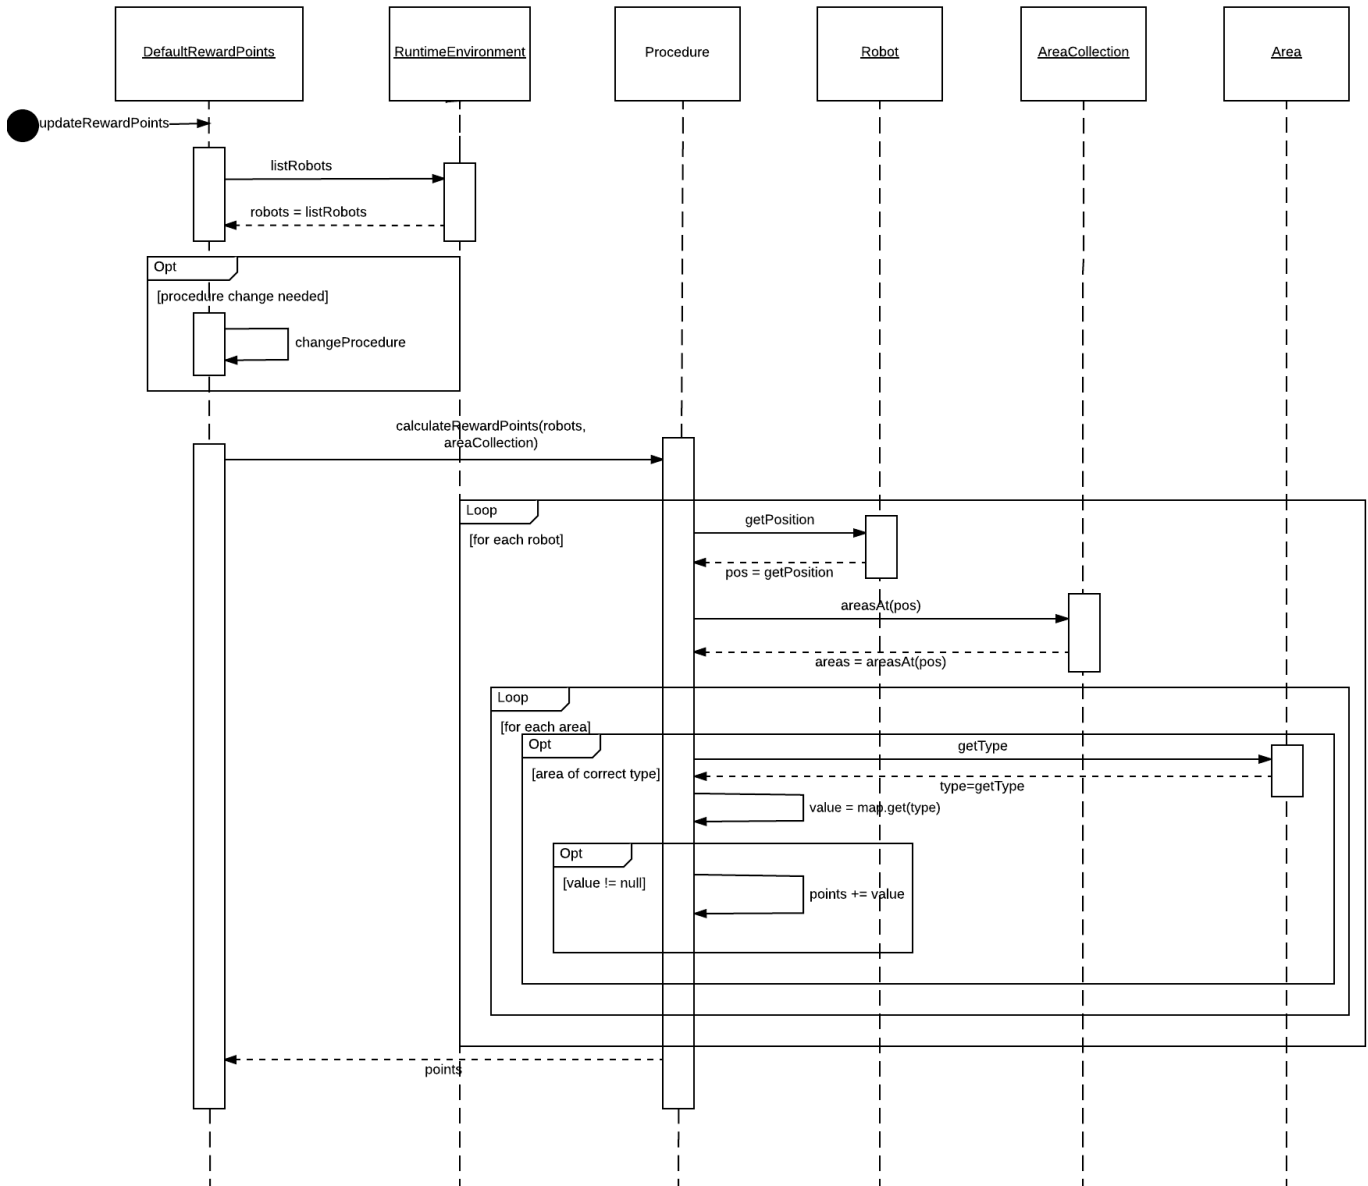 DefaultRewardPoints
RuntimeEnvironment
Procedure
Robot
AreaCollection
Area
updateRewardPoints
listRobots
robots = listRobots
Opt
[procedure change needed]
changeProcedure
calculateRewardPoints(robots,
areaCollection)
Loop
[for each robot]
getPosition
pos = getPosition
areasAt(pos)
areas = areasAt(pos)
Loop
[for each area]
Opt
[area of correct type]
getType
type=getType
value = map.get(type)
Opt
[value != null]
points += value
points